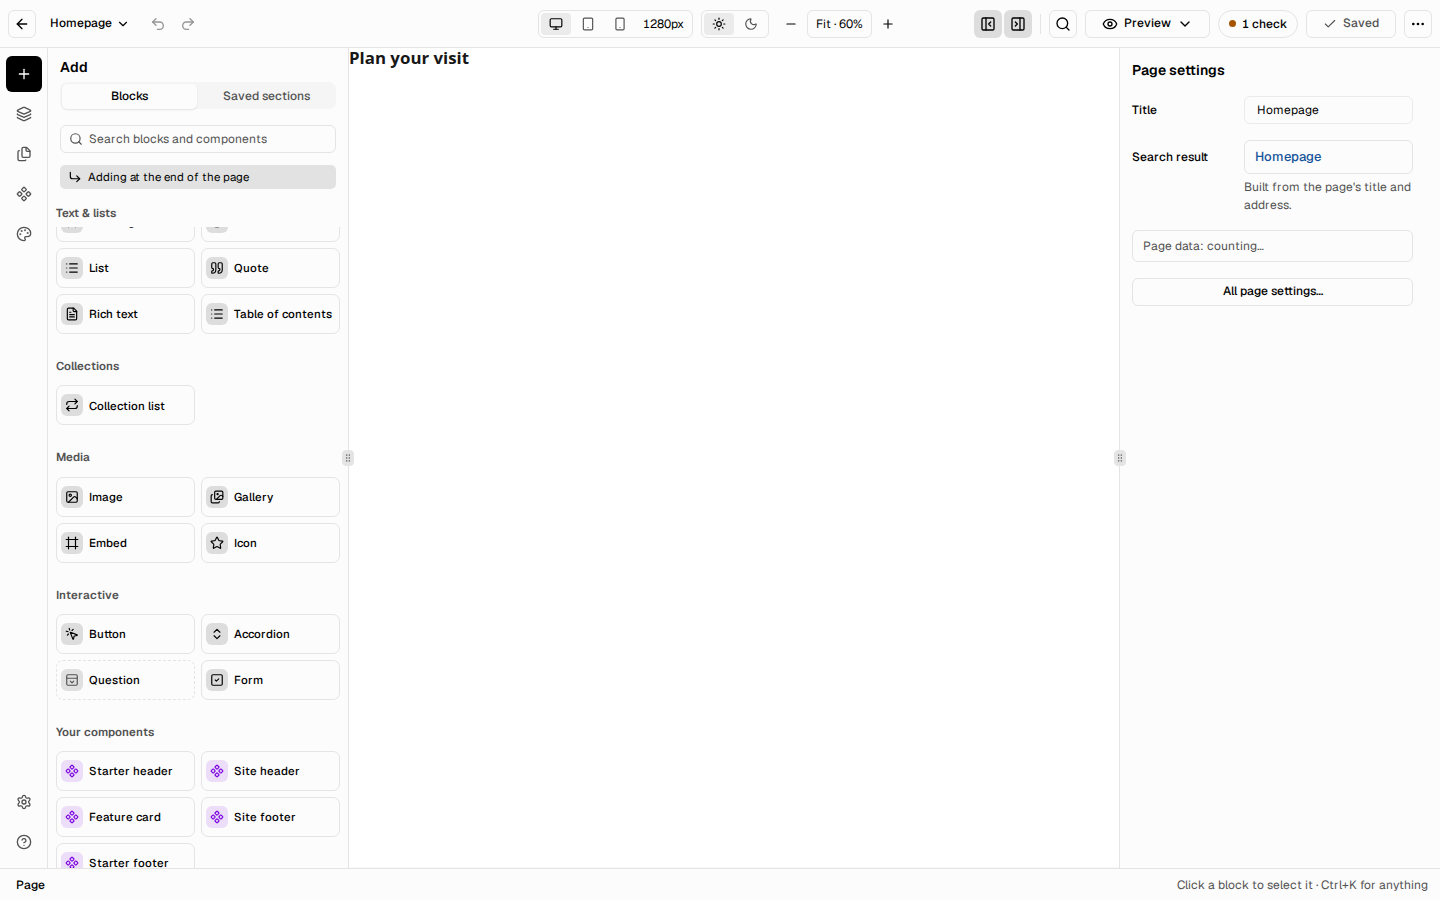 Homepage
1280px
Fit · 60%
Preview
1 check
Saved
Add
Blocks
Saved sections
Search blocks and components
Adding at the end of the page
Text & lists
List
Quote
Rich text
Table of contents
Collections
Collection list
Media
Image
Gallery
Embed
Icon
Interactive
Button
Accordion
Question
Form
Your components
Starter header
Site header
Feature card
Site footer
Starter footer
Plan your visit
Page settings
Title
Homepage
Search result
Homepage
Built from the page's title and
address.
Page data: counting…
All page settings…
Page
Click a block to select it · Ctrl+K for anything